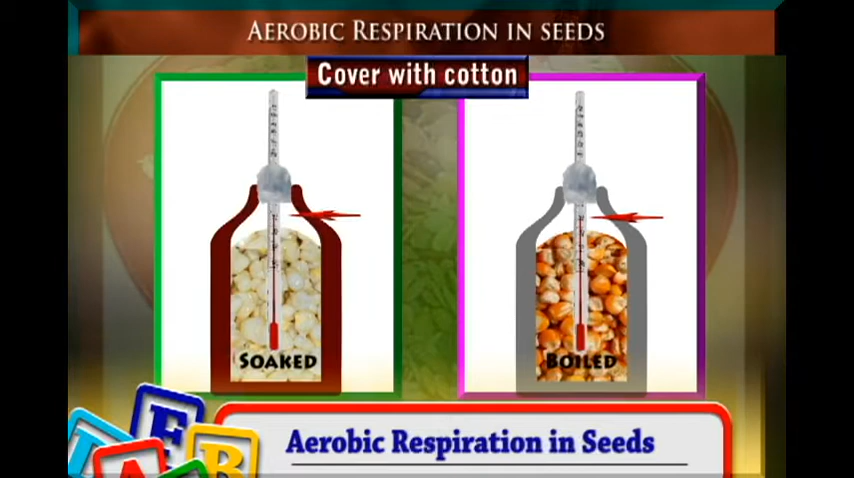 AEROBIC RESPIRATION IN SEEDS
Cover with cotton
SOAKED
BOILED
Aerobic Respiration in Seeds
E
A
B